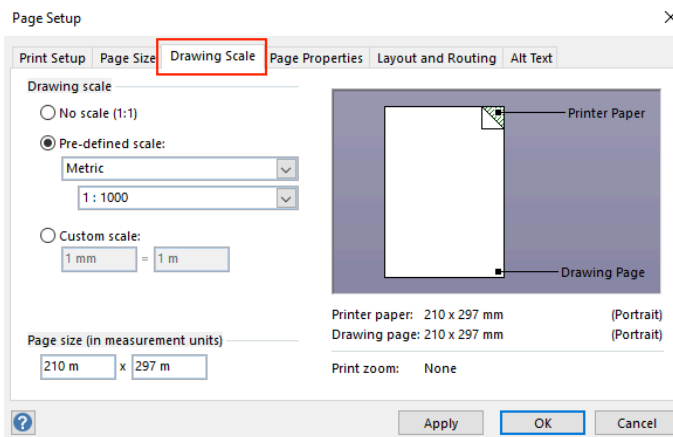 Page Setup
Print Setup Page Size Drawing Scale Page Properties Layout and Routing Alt Text
Drawing scale
No scale (1:1)
Pre-defined scale:
Metric
1 : 1000
Custom scale:
1 mm = 1 m
Page size (in measurement units)
210 m x 297 m
Printer Paper
Drawing Page
Printer paper: 210 x 297 mm (Portrait)
Drawing page: 210 x 297 mm (Portrait)
Print zoom: None
?
Apply OK Cancel